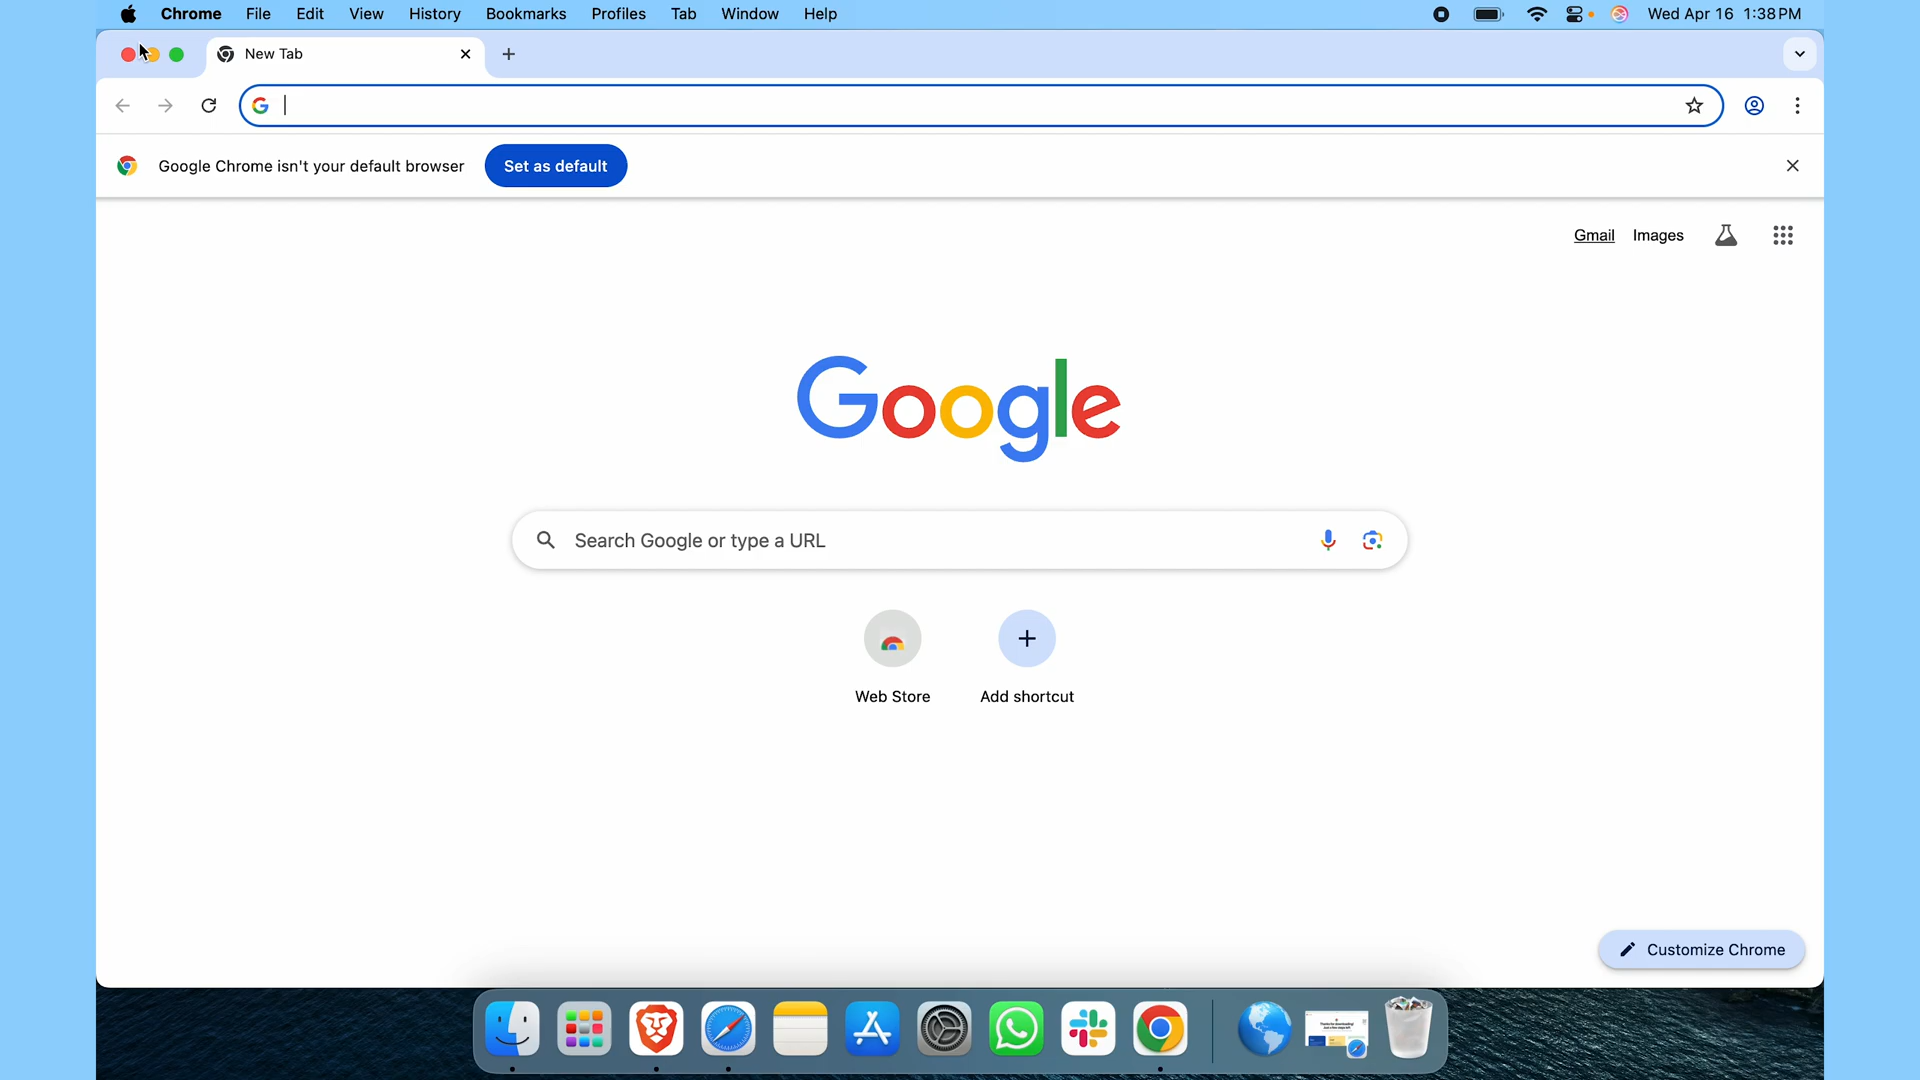 Chrome File Edit View History Bookmarks Profiles Tab Window Help Wed Apr 16 1:38 PM
New Tab
Google Chrome isn't your default browser Set as default
Gmail Images
Google
Search Google or type a URL
Web Store Add shortcut
Customize Chrome